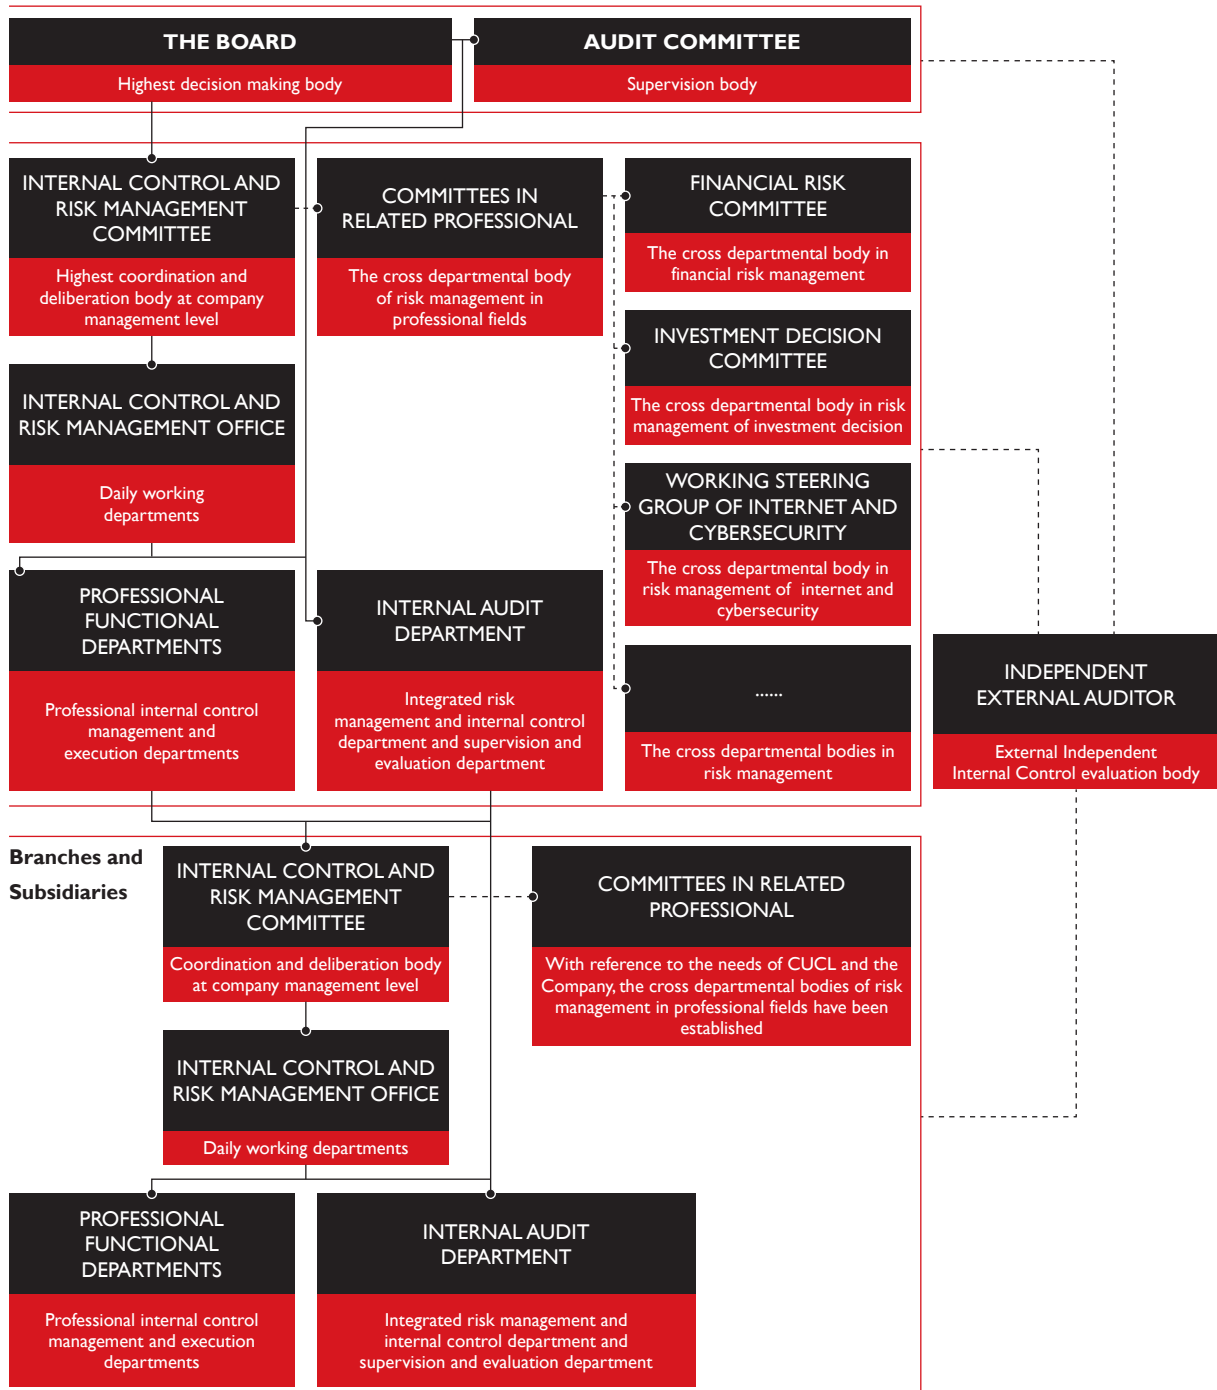 THE BOARD
Highest decision making body
AUDIT COMMITTEE
Supervision body
INTERNAL CONTROL AND
RISK MANAGEMENT
COMMITTEE
Highest coordination and
deliberation body at company
management level
COMMITTEES IN
RELATED PROFESSIONAL
The cross departmental body
of risk management in
professional fields
FINANCIAL RISK
COMMITTEE
The cross departmental body in
financial risk management
INVESTMENT DECISION
COMMITTEE
The cross departmental body in risk
management of investment decision
INTERNAL CONTROL AND
RISK MANAGEMENT OFFICE
Daily working
departments
WORKING STEERING
GROUP OF INTERNET AND
CYBERSECURITY
The cross departmental body in
risk management of internet and
cybersecurity
PROFESSIONAL
FUNCTIONAL
DEPARTMENTS
Professional internal control
management and
execution departments
INTERNAL AUDIT
DEPARTMENT
Integrated risk
management and internal control
department and supervision and
evaluation department
......
The cross departmental bodies in
risk management
INDEPENDENT
EXTERNAL AUDITOR
External Independent
Internal Control evaluation body
Branches and
Subsidiaries
INTERNAL CONTROL AND
RISK MANAGEMENT
COMMITTEE
Coordination and deliberation body
at company management level
COMMITTEES IN RELATED
PROFESSIONAL
With reference to the needs of CUCL and the
Company, the cross departmental bodies of risk
management in professional fields have been
established
INTERNAL CONTROL AND
RISK MANAGEMENT OFFICE
Daily working departments
PROFESSIONAL
FUNCTIONAL
DEPARTMENTS
Professional internal control
management and execution
departments
INTERNAL AUDIT
DEPARTMENT
Integrated risk management and
internal control department and
supervision and evaluation department